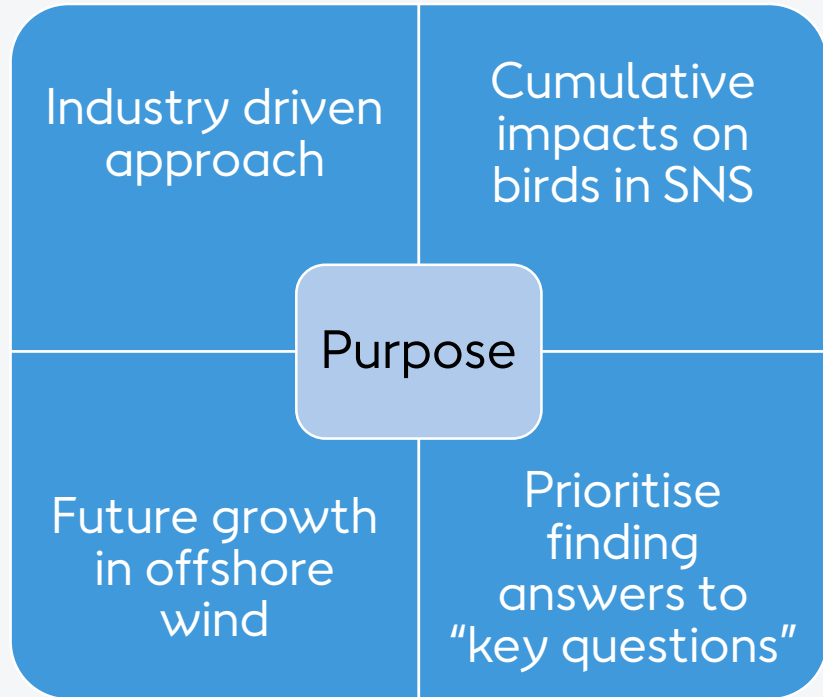 Industry driven
approach
Cumulative
impacts on
birds in SNS
Purpose
Future growth
in offshore
wind
Prioritise
finding
answers to
“key questions”